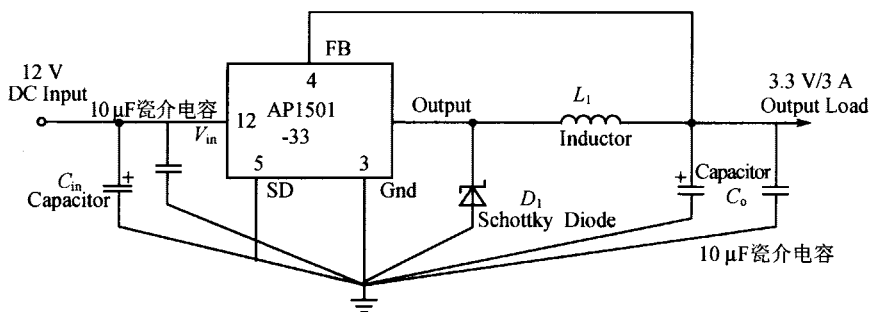 FB
4
12 V
DC Input
10 μF瓷介电容
Vin
12
AP1501
-33
5
SD
3
Gnd
Output
L1
Inductor
3.3 V/3 A
Output Load
Cin
+
Capacitor
D1
Schottky Diode
Capacitor
+
Co
10 μF瓷介电容